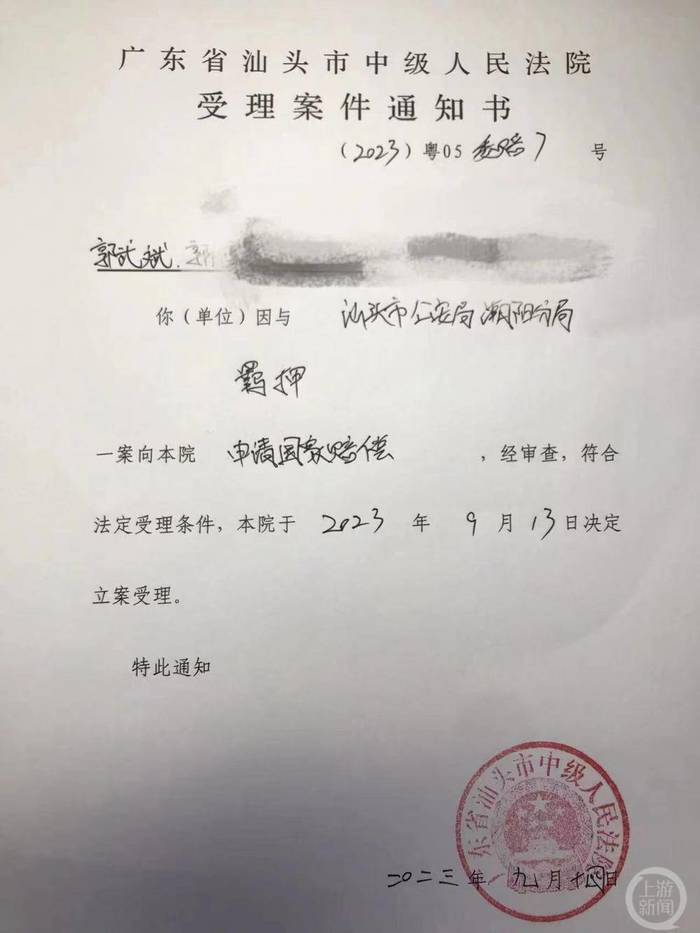 广东省汕头市中级人民法院
受理案件通知书
(2023)粤05委赔7号
郭武斌、郭
你(单位)因与 汕头市公安局潮阳分局
羁押
一案向本院 申请国家赔偿 ,经审查,符合
法定受理条件,本院于 2023 年 9 月 13 日决定
立案受理。
特此通知
广东省汕头市中级人民法院
二〇二三年九月十四日
上游
新闻